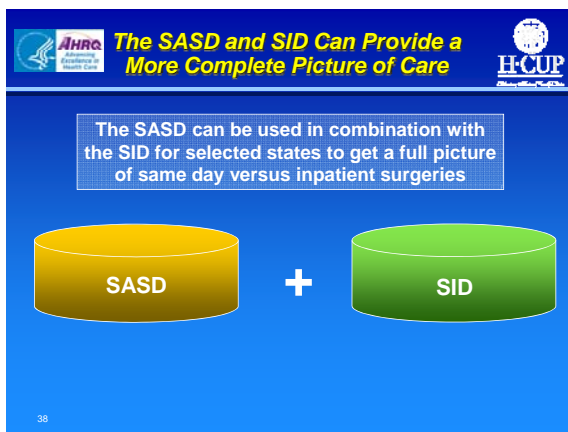 AHRQ
Advancing
Excellence in
Health Care
The SASD and SID Can Provide a
More Complete Picture of Care
H·CUP
The SASD can be used in combination with
the SID for selected states to get a full picture
of same day versus inpatient surgeries
SASD
+
SID
38